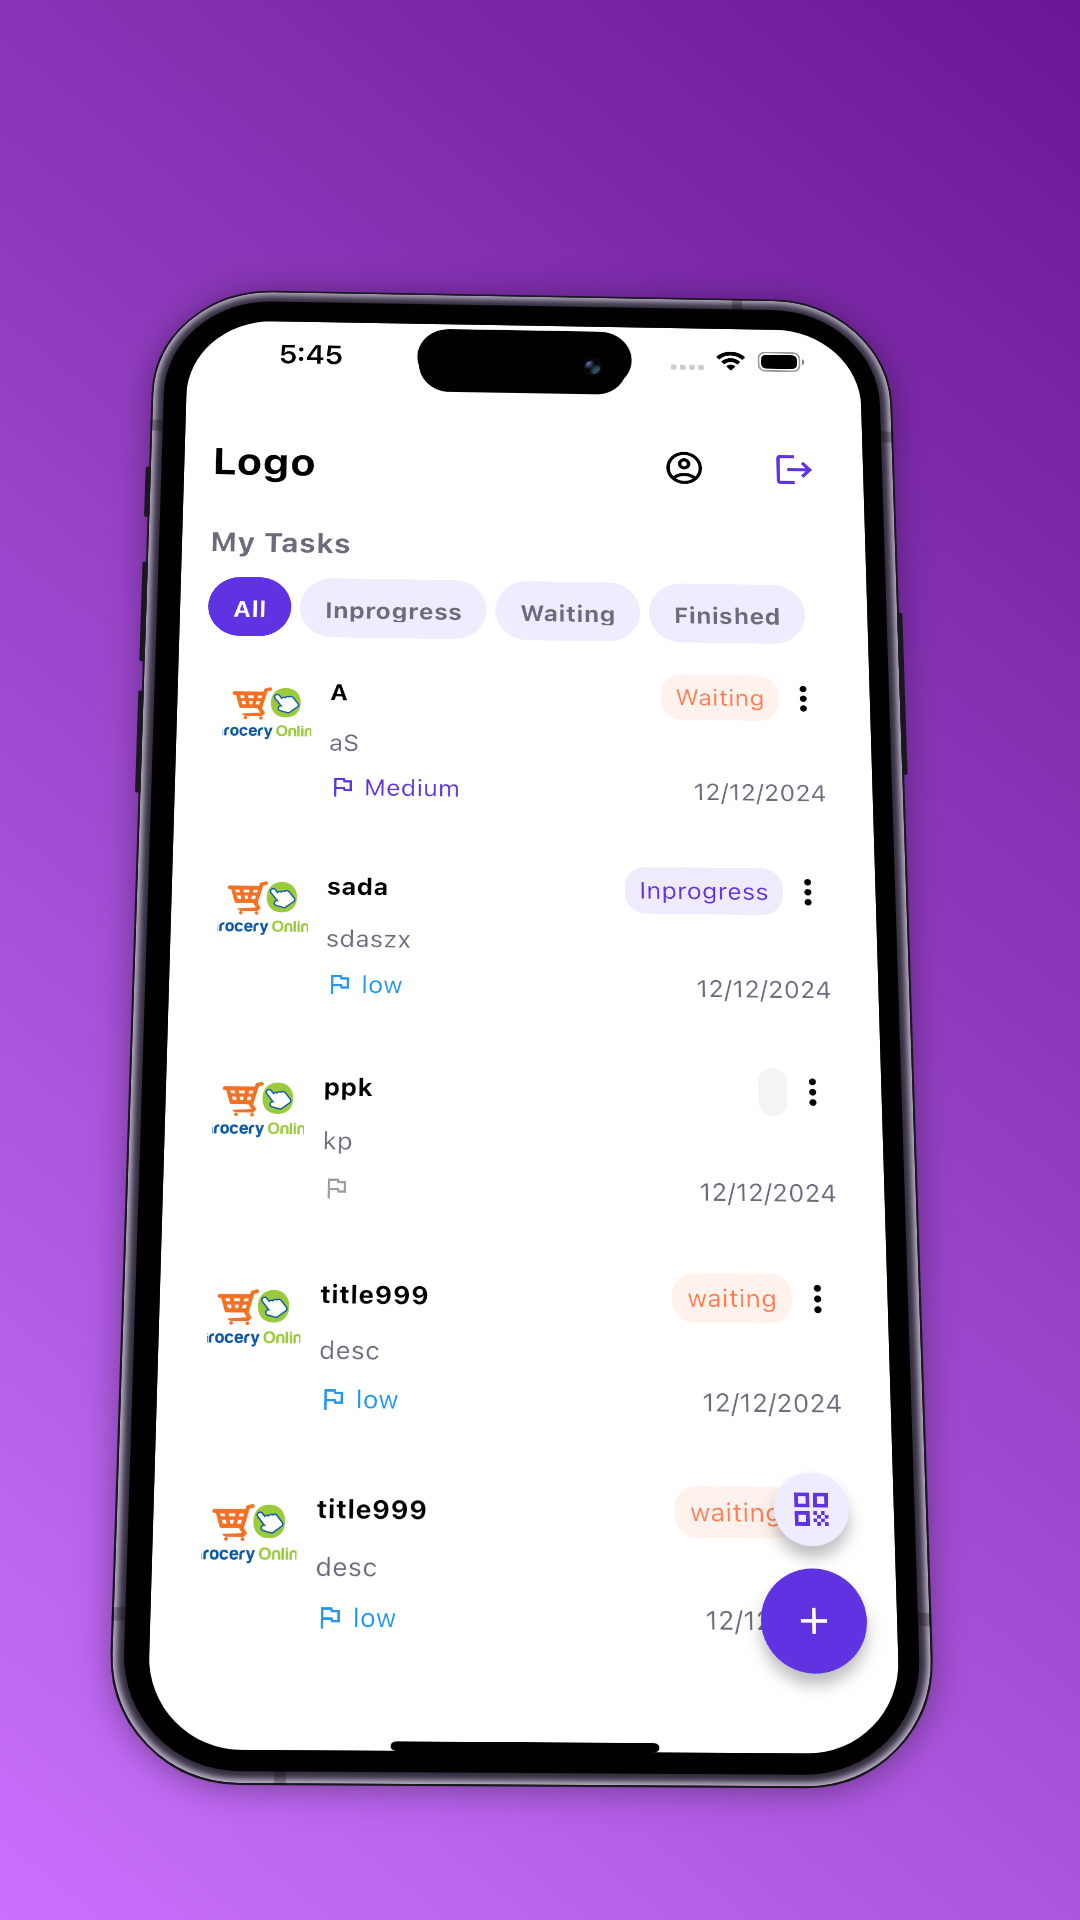 5:45
Logo
My Tasks
All Inprogress Waiting Finished
A Waiting
rocery Onlin
aS
Medium 12/12/2024
sada Inprogress
rocery Onlin
sdaszx
low 12/12/2024
ppk
rocery Onlin
kp
12/12/2024
title999 waiting
rocery Onlin
desc
low 12/12/2024
title999 waiting
rocery Onlin
desc
low 12/12